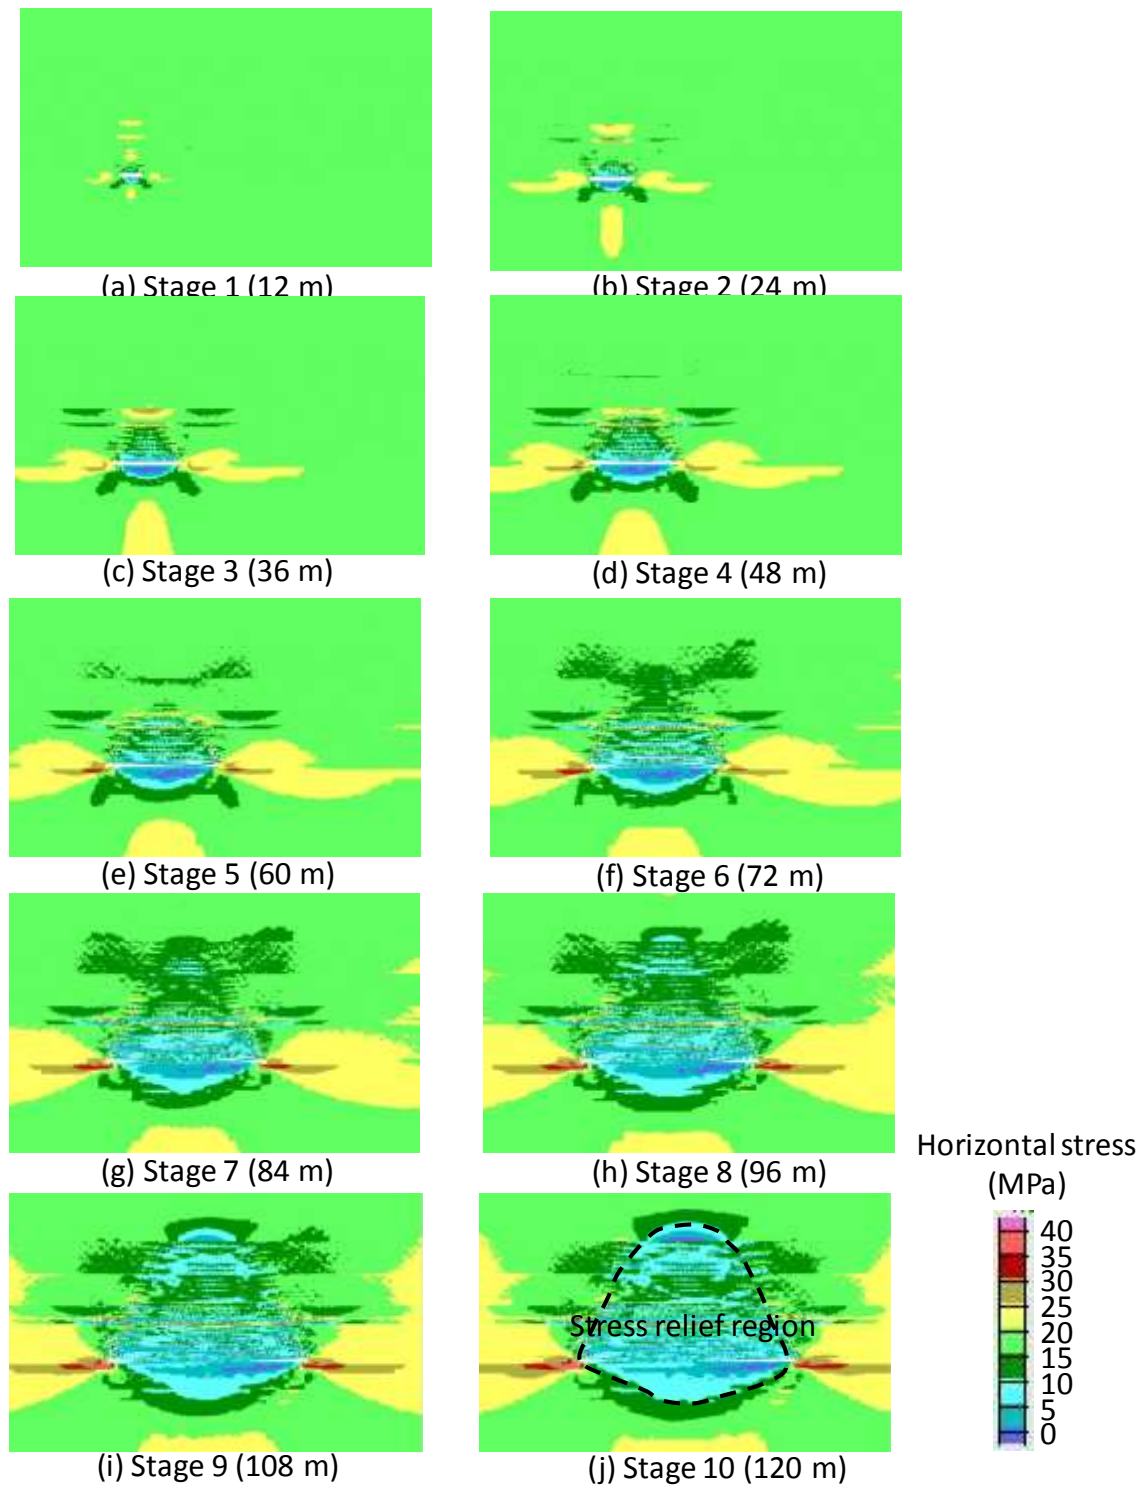 (a) Stage 1 (12 m)
(b) Stage 2 (24 m)
(c) Stage 3 (36 m)
(d) Stage 4 (48 m)
(e) Stage 5 (60 m)
(f) Stage 6 (72 m)
(g) Stage 7 (84 m)
(h) Stage 8 (96 m)
Horizontal stress
(MPa)
40
35
30
25
20
15
10
5
0
Stress relief region
(i) Stage 9 (108 m)
(j) Stage 10 (120 m)